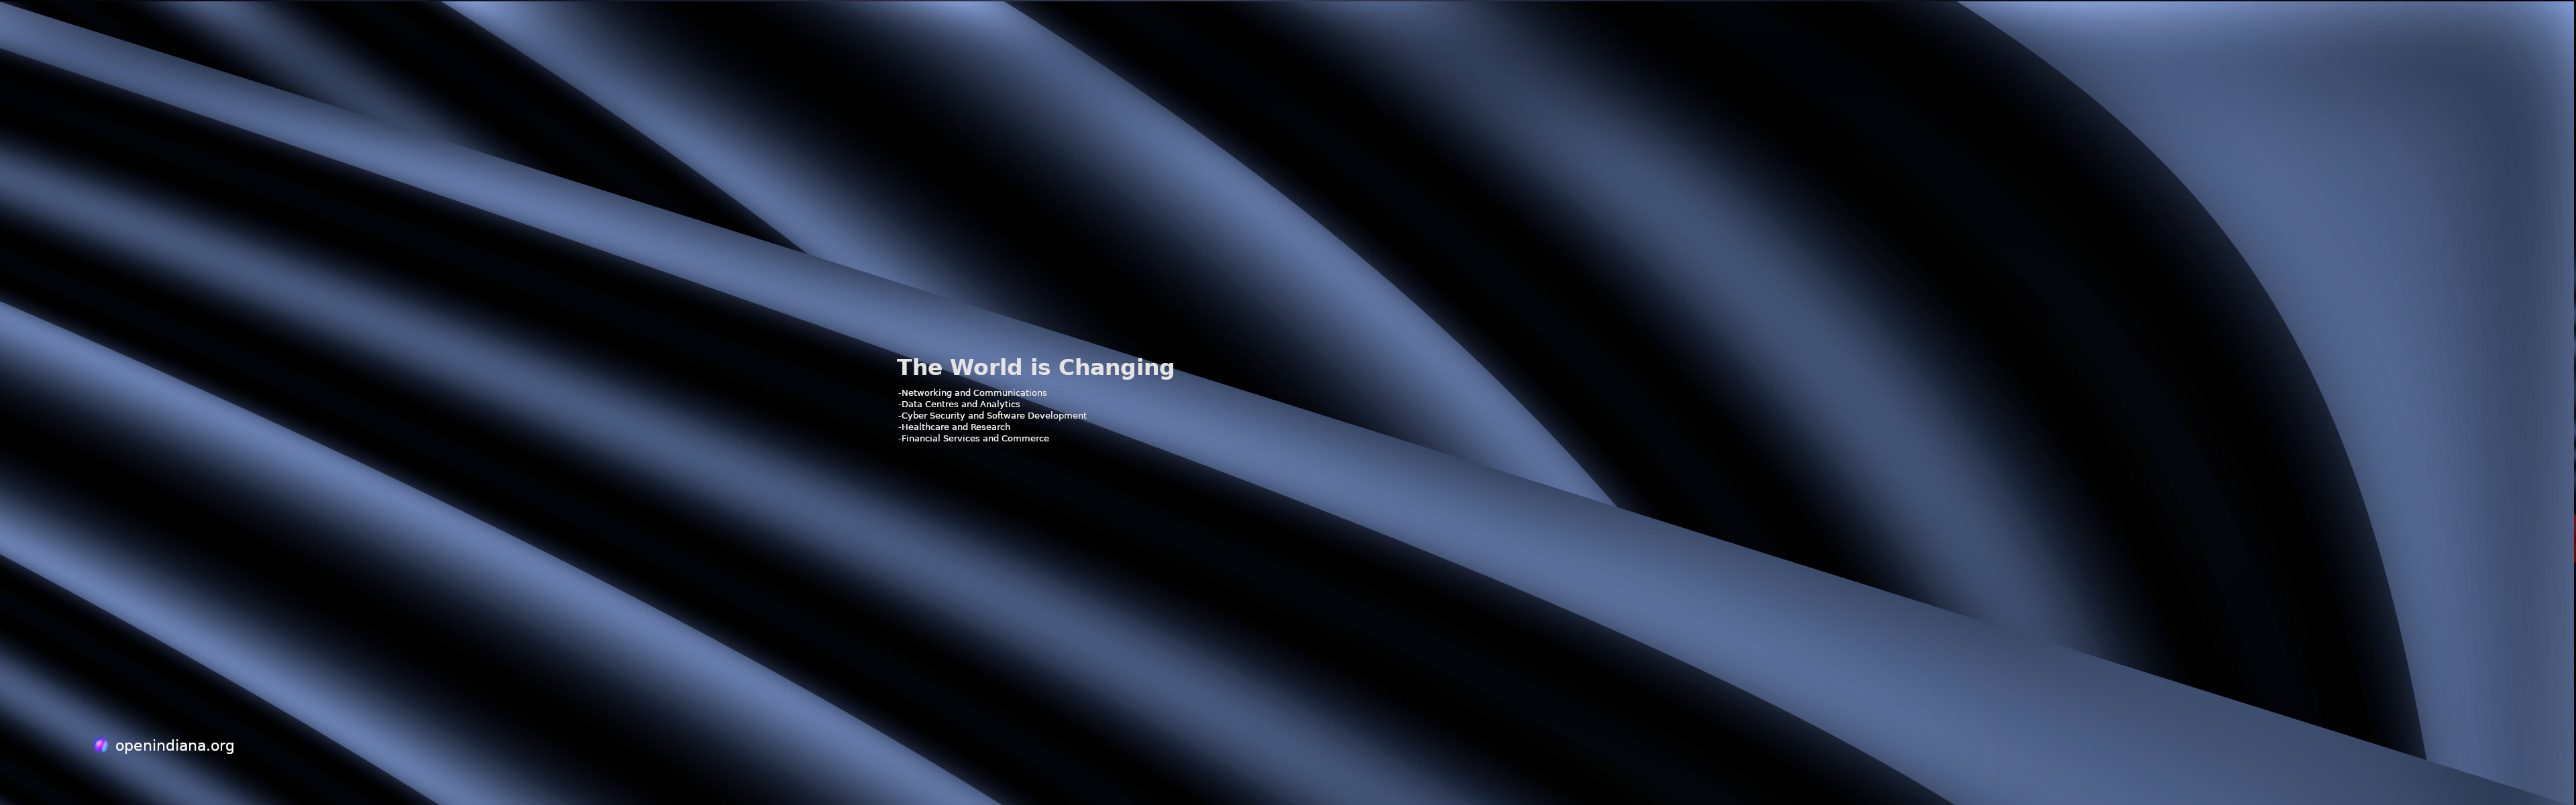 The World is Changing
-Networking and Communications
-Data Centres and Analytics
-Cyber Security and Software Development
-Healthcare and Research
-Financial Services and Commerce
openindiana.org